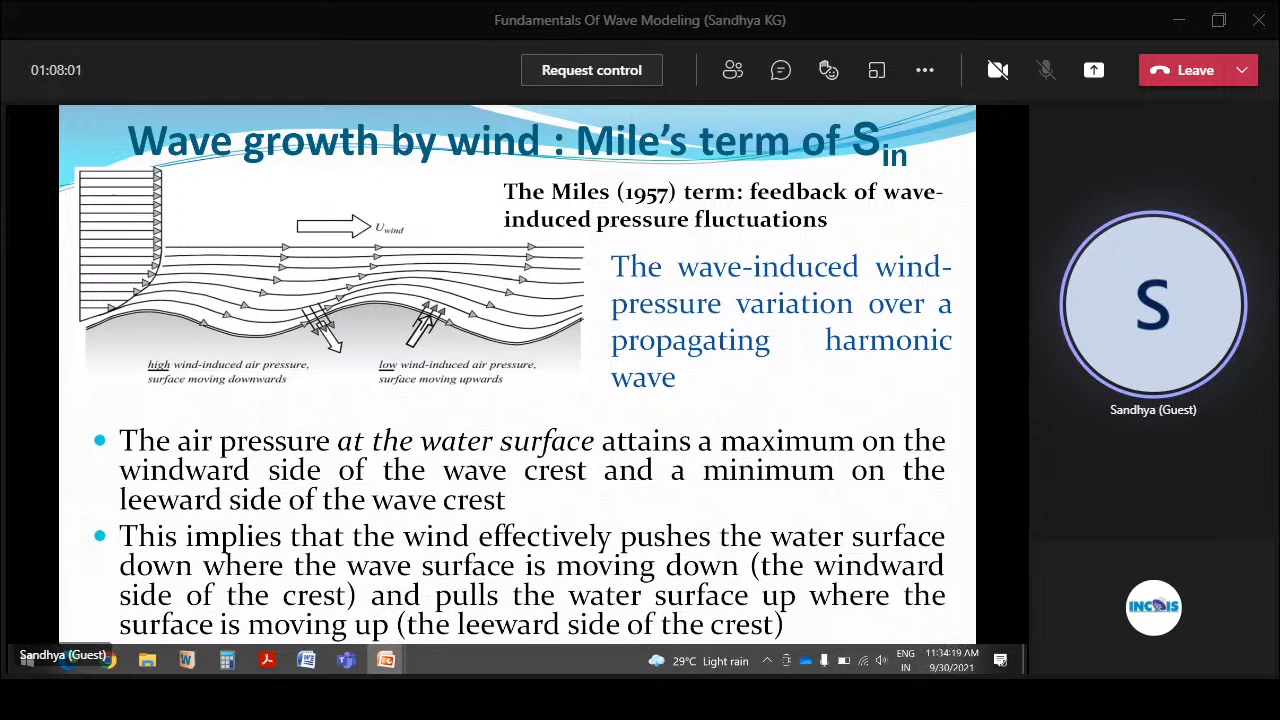 Fundamentals Of Wave Modeling (Sandhya KG)
01:08:01
Request control
Leave
Wave growth by wind : Mile's term of Sin
The Miles (1957) term: feedback of wave-
induced pressure fluctuations
Uwind
The wave-induced wind-
pressure variation over a
propagating harmonic
wave
high wind-induced air pressure,
surface moving downwards
low wind-induced air pressure,
surface moving upwards
• The air pressure at the water surface attains a maximum on the
windward side of the wave crest and a minimum on the
leeward side of the wave crest
• This implies that the wind effectively pushes the water surface
down where the wave surface is moving down (the windward
side of the crest) and pulls the water surface up where the
surface is moving up (the leeward side of the crest)
S
Sandhya (Guest)
INCOIS
Sandhya (Guest)
29°C Light rain
ENG
IN
11:34:19 AM
9/30/2021